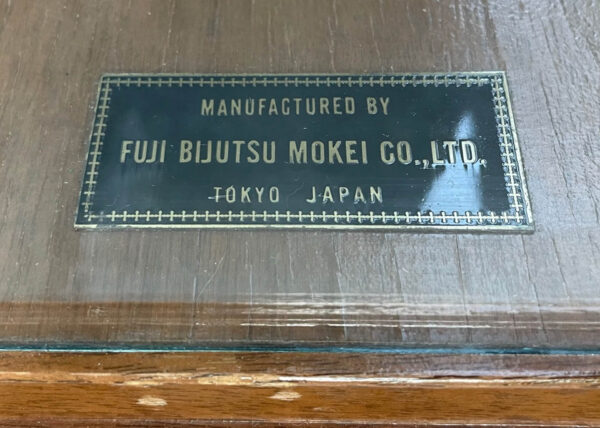 MANUFACTURED BY
FUJI BIJUTSU MOKEI CO.,LTD.
TOKYO JAPAN